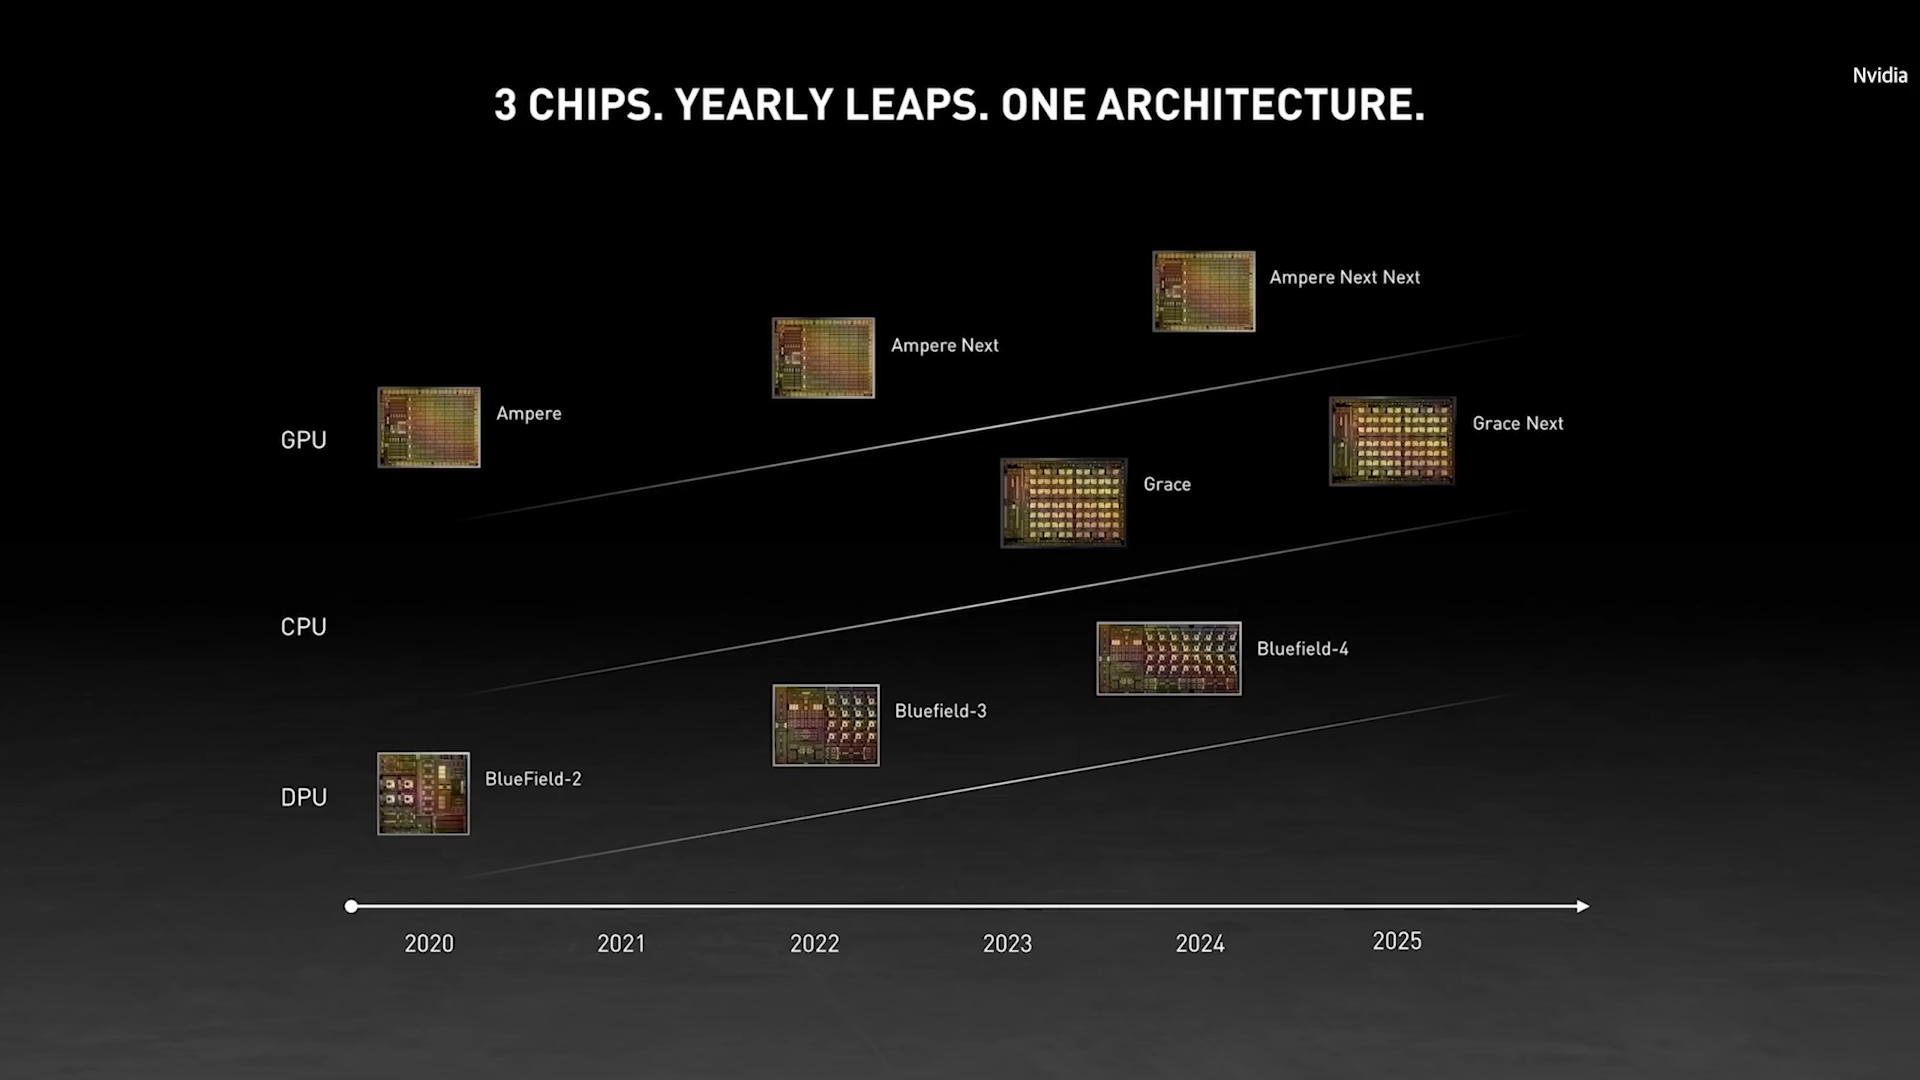 Nvidia
3 CHIPS. YEARLY LEAPS. ONE ARCHITECTURE.
Ampere Next Next
Ampere Next
Ampere
GPU
Grace Next
Grace
CPU
Bluefield-4
Bluefield-3
BlueField-2
DPU
2020 2021 2022 2023 2024 2025